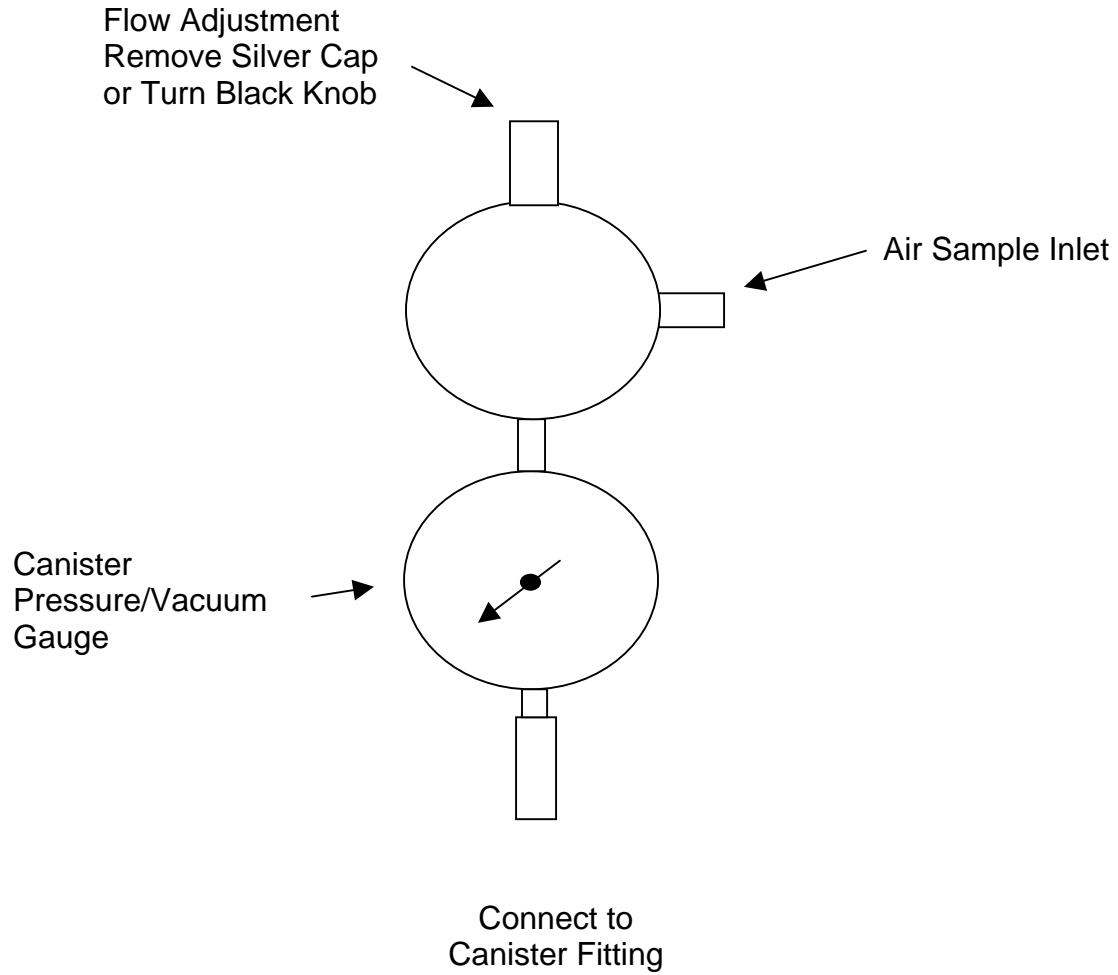 Flow Adjustment
Remove Silver Cap
or Turn Black Knob
Air Sample Inlet
Canister
Pressure/Vacuum
Gauge
Connect to
Canister Fitting